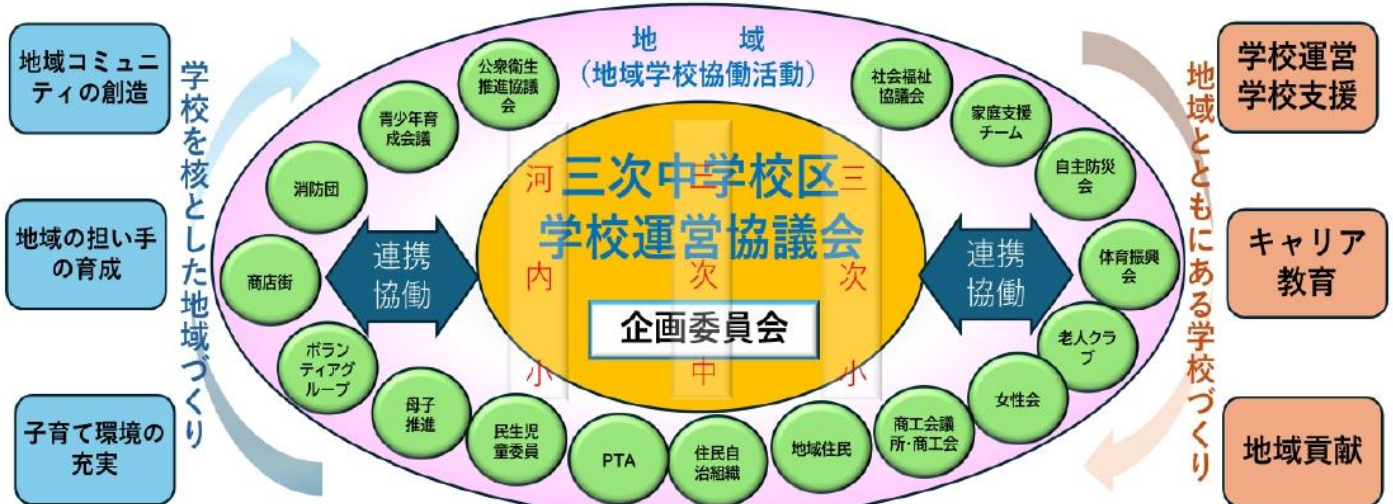 地域コミュニ
ティの創造
地域の担い手
の育成
子育て環境の
充実
学校を核とした地域づくり
地　域
（地域学校協働活動）
公衆衛生
推進協議
会
青少年育
成会議
消防団
商店街
ボラン
ティアグ
ループ
母子
推進
民生児
童委員
PTA
住民自
治組織
地域住民
商工会議
所・商工会
女性会
老人クラ
ブ
体育振興
会
自主防災
会
家庭支援
チーム
社会福祉
協議会
連携
協働
三次中学校区
学校運営協議会
企画委員会
河内小
三次中
三次小
連携
協働
地域とともにある学校づくり
学校運営
学校支援
キャリア
教育
地域貢献